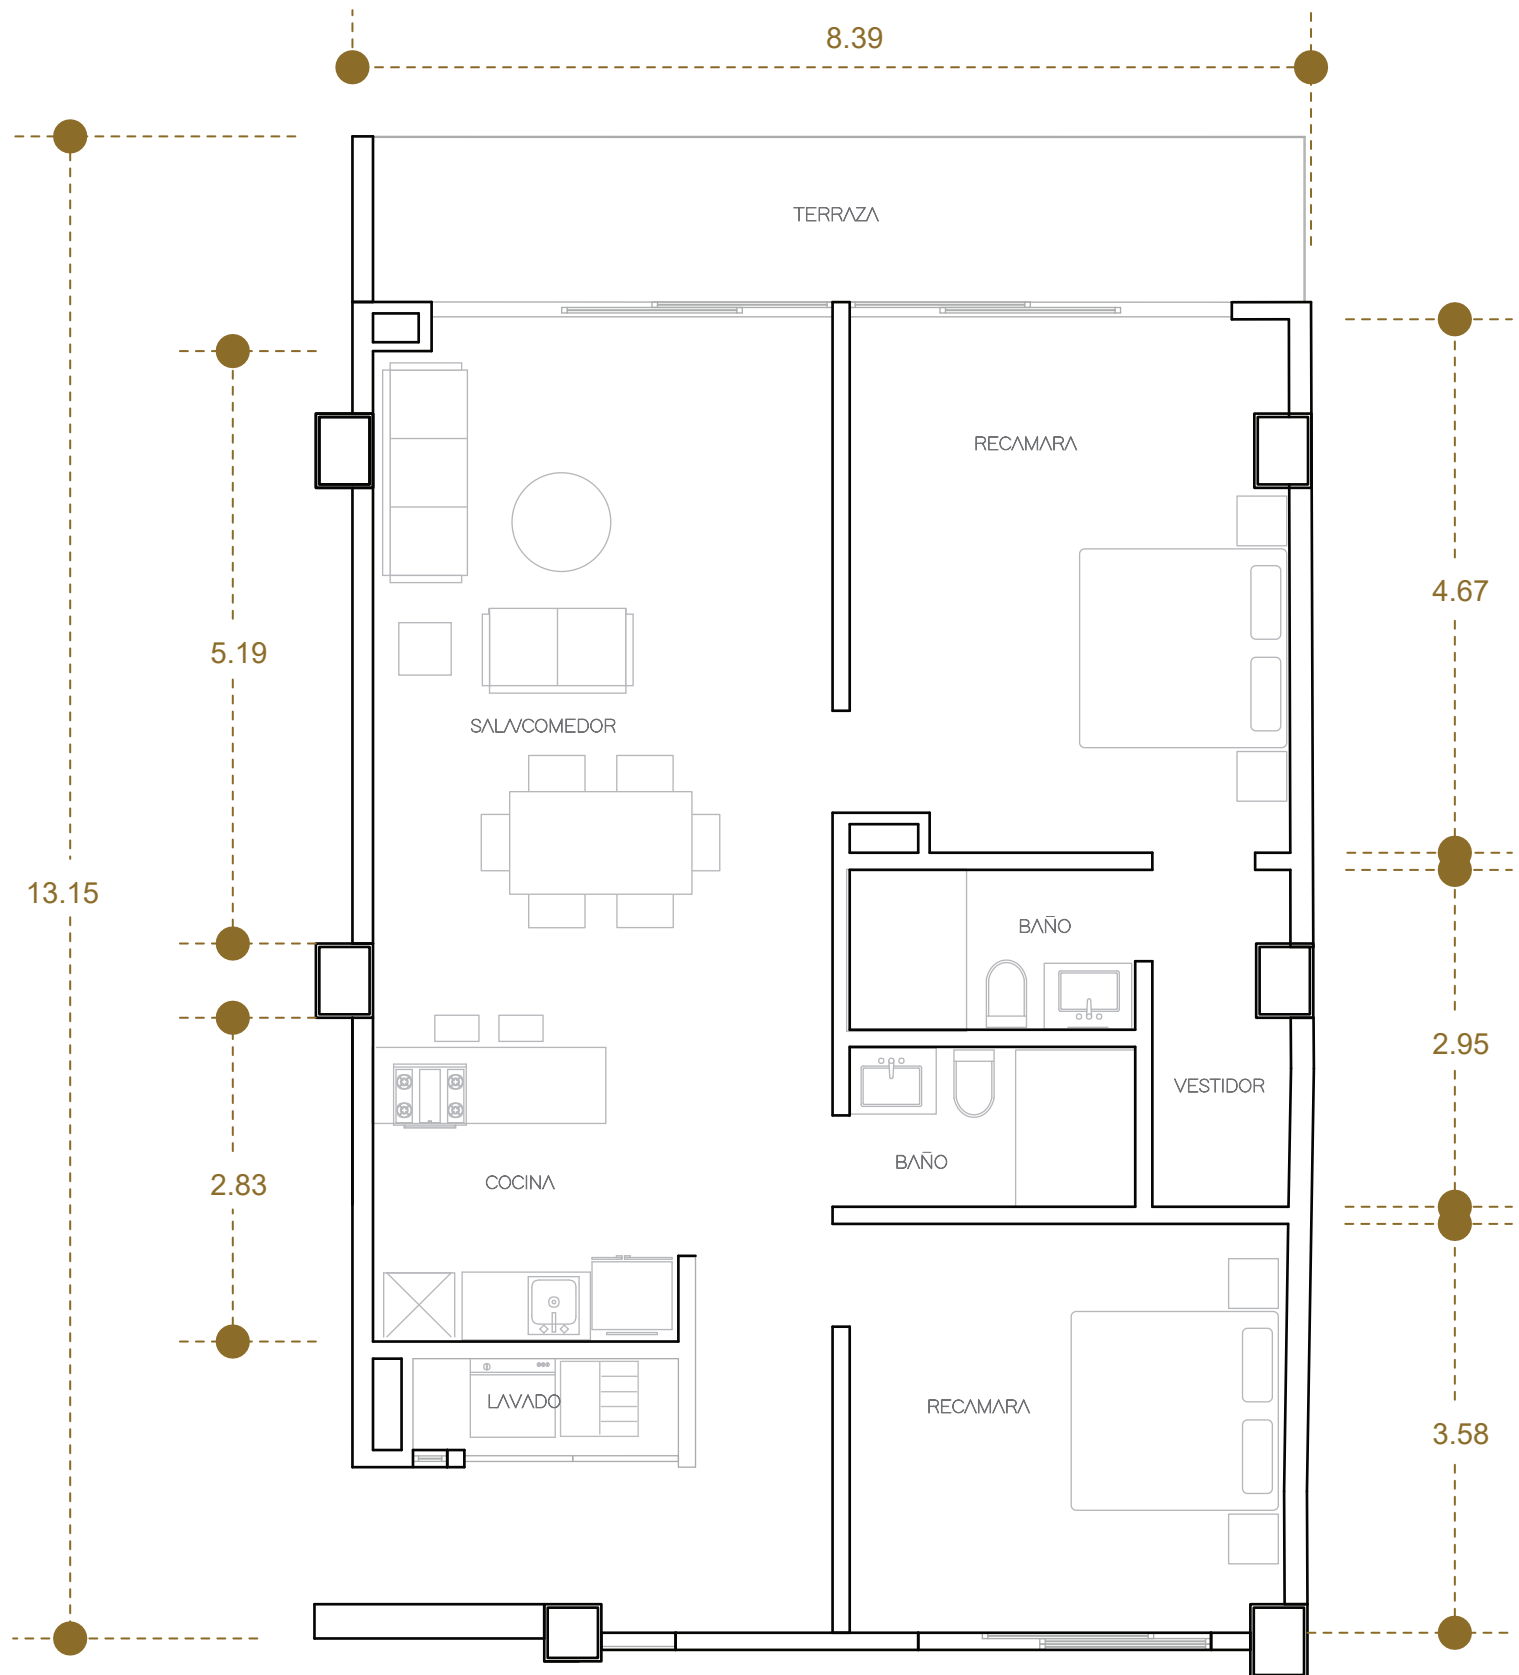 8.39
TERRAZA
RECAMARA
4.67
5.19
SALA/COMEDOR
13.15
BAÑO
2.95
VESTIDOR
BAÑO
COCINA
2.83
LAVADO
RECAMARA
3.58